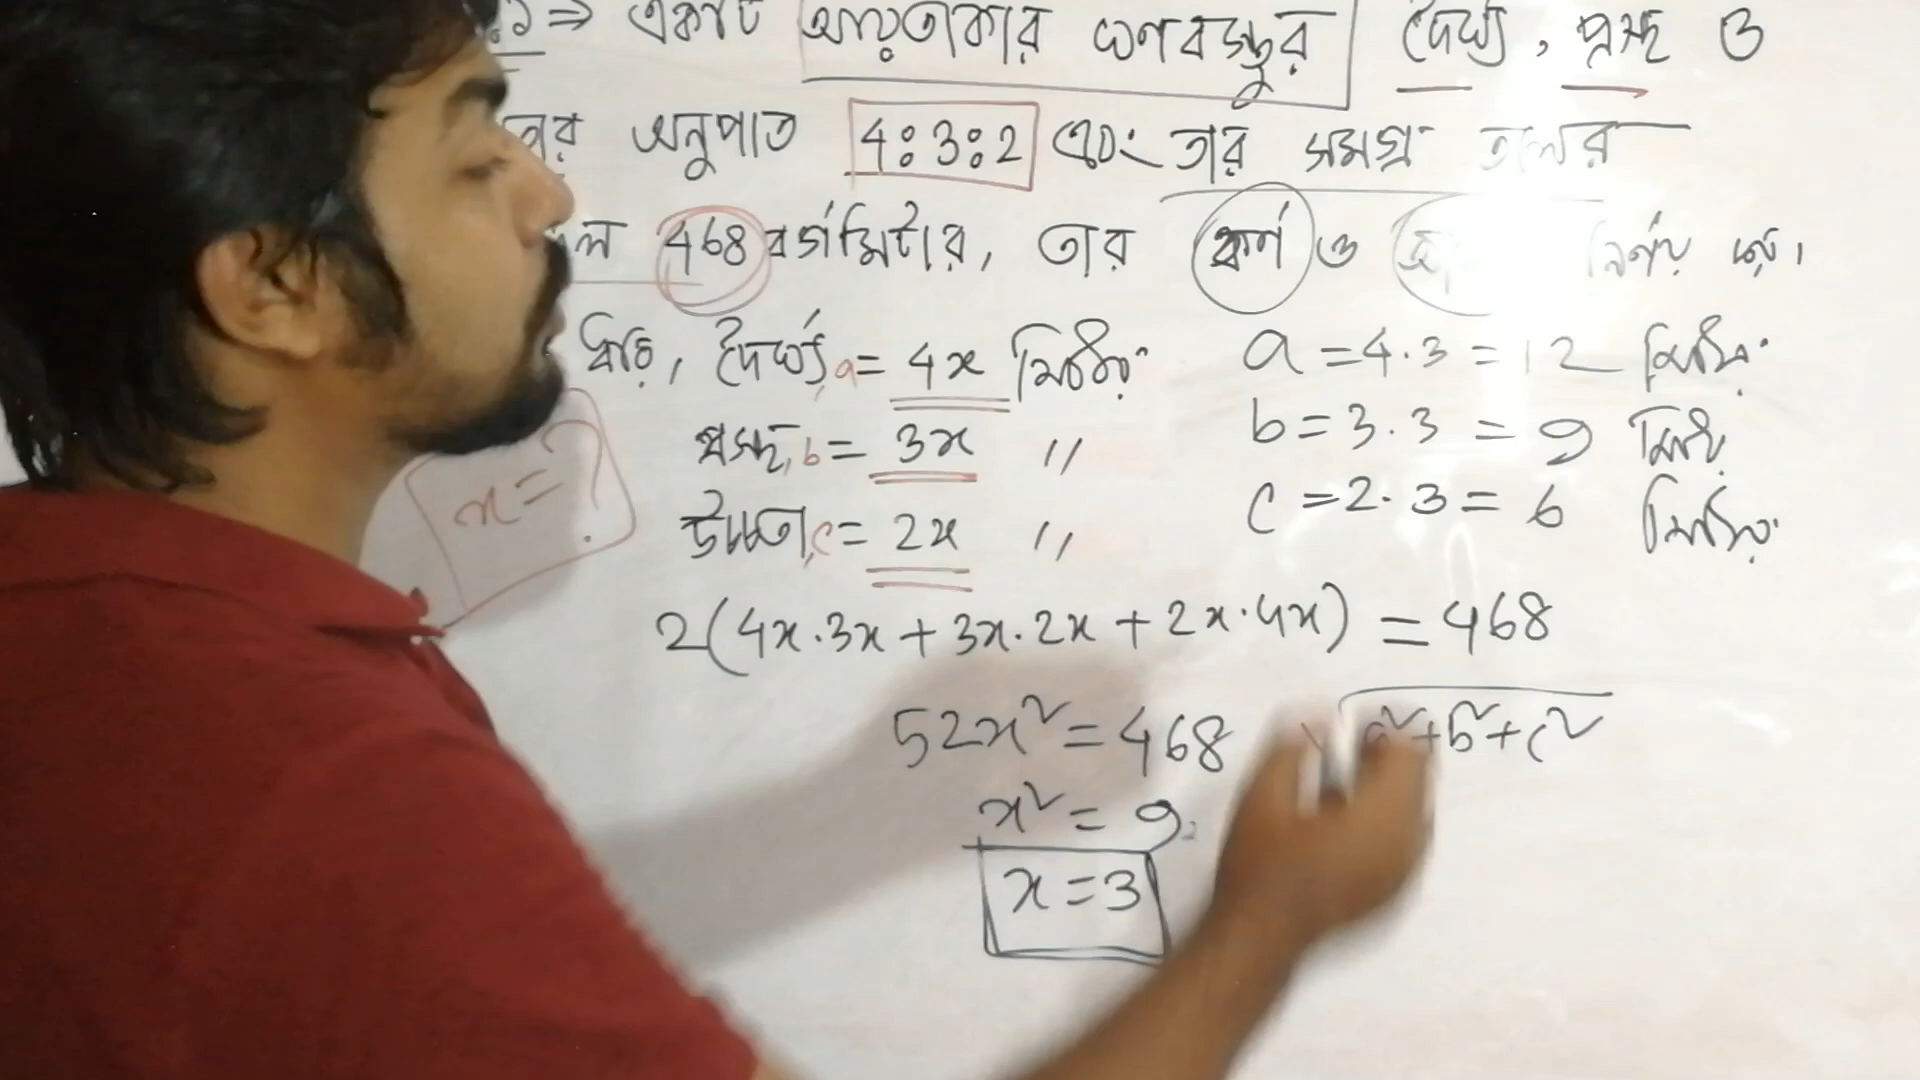 ⇒ একটি আয়তাকার ঘনবস্তুর দৈর্ঘ্য, প্রস্থ ও
অনুপাত 4:3:2 এবং তার সমগ্র তলের
468 বর্গমিটার, তার কর্ণ ও নির্ণয়
ধরি, দৈর্ঘ্য, a = 4x মিটার
প্রস্থ, b = 3x "
উচ্চতা, c = 2x "
x = ?
a = 4.3 = 12 মিটার
b = 3.3 = 9 মিটার
c = 2.3 = 6 মিটার
2(4x.3x + 3x.2x + 2x.4x) = 468
52x² = 468
x² = 9
x = 3
√a²+b²+c²